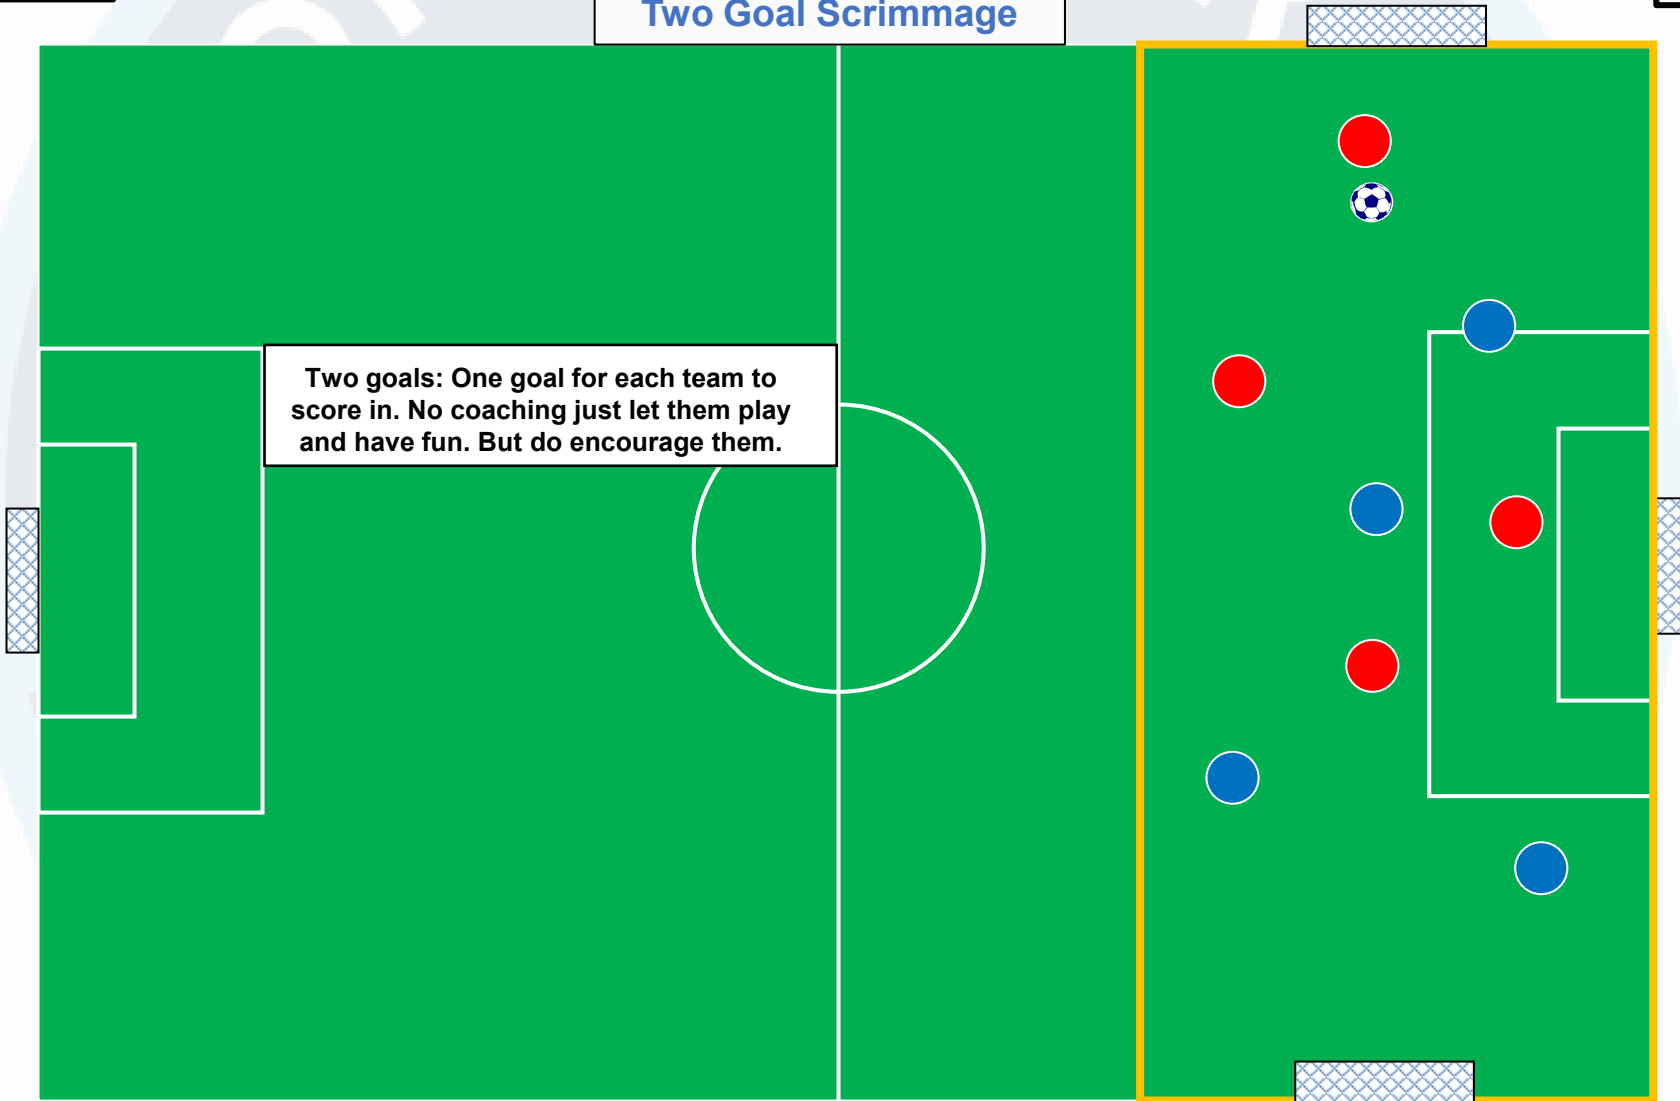 Two Goal Scrimmage
Two goals: One goal for each team to
score in. No coaching just let them play
and have fun. But do encourage them.